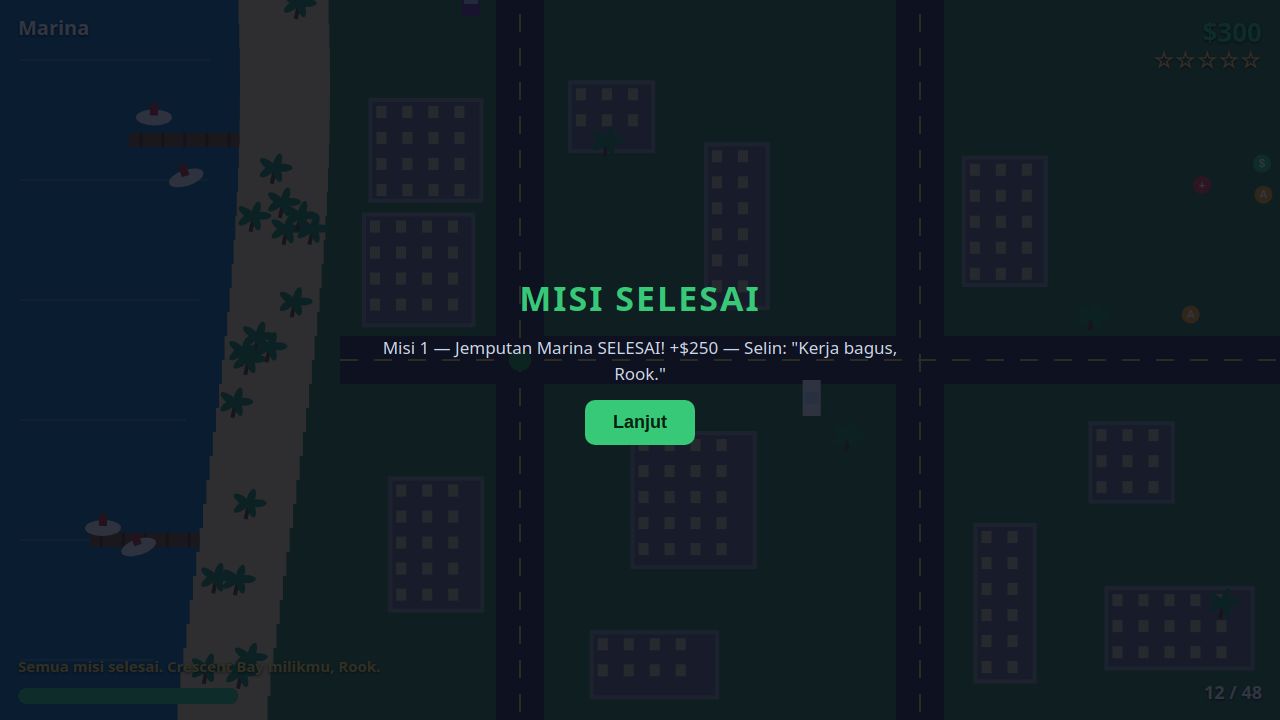 Marina
$300
☆☆☆☆☆
$
+
A
A
MISI SELESAI
Misi 1 — Jemputan Marina SELESAI! +$250 — Selin: "Kerja bagus,
Rook."
Lanjut
Semua misi selesai. Crescent Bay milikmu, Rook.
12 / 48